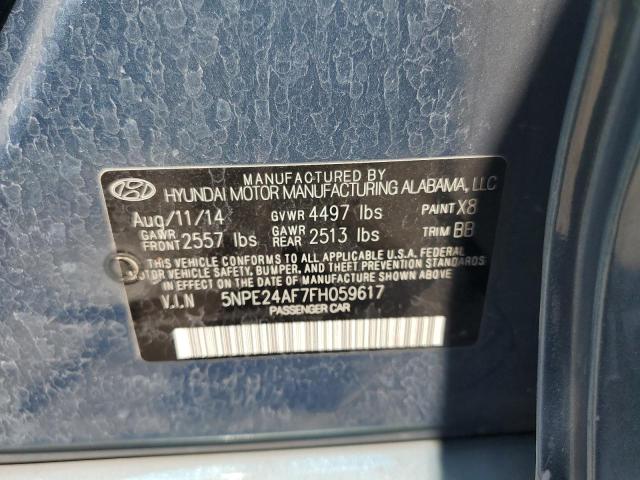 MANUFACTURED BY
HYUNDAI MOTOR MANUFACTURING ALABAMA, LLC
Aug/11/14 GVWR 4497 lbs PAINT X8
GAWR FRONT 2557 lbs GAWR REAR 2513 lbs TRIM BB
THIS VEHICLE CONFORMS TO ALL APPLICABLE U.S.A. FEDERAL
MOTOR VEHICLE SAFETY, BUMPER, AND THEFT PREVENTION
STANDARDS IN EFFECT ON THE DATE OF MANUFACTURE SHOWN ABOVE.
V.I.N 5NPE24AF7FH059617
PASSENGER CAR